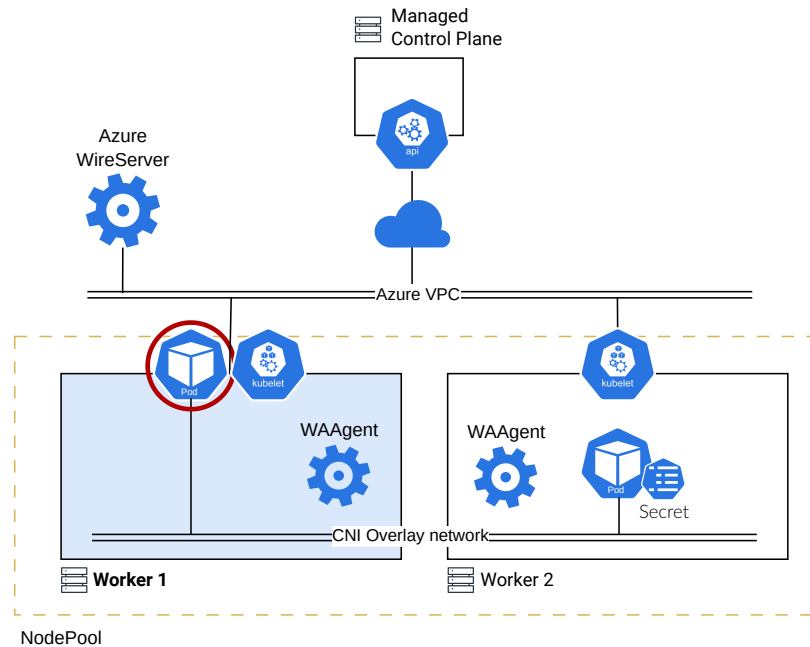 Managed
Control Plane
api
Azure
WireServer
Azure VPC
Pod
kubelet
kubelet
WAAgent
WAAgent
Pod
Secret
CNI Overlay network
Worker 1
Worker 2
NodePool